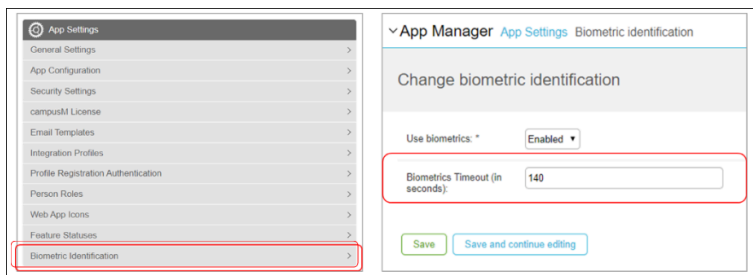 App Settings
General Settings
App Configuration
Security Settings
campusM License
Email Templates
Integration Profiles
Profile Registration Authentication
Person Roles
Web App Icons
Feature Statuses
Biometric Identification
App Manager App Settings Biometric identification
Change biometric identification
Use biometrics: * Enabled
Biometrics Timeout (in
seconds): 140
Save Save and continue editing